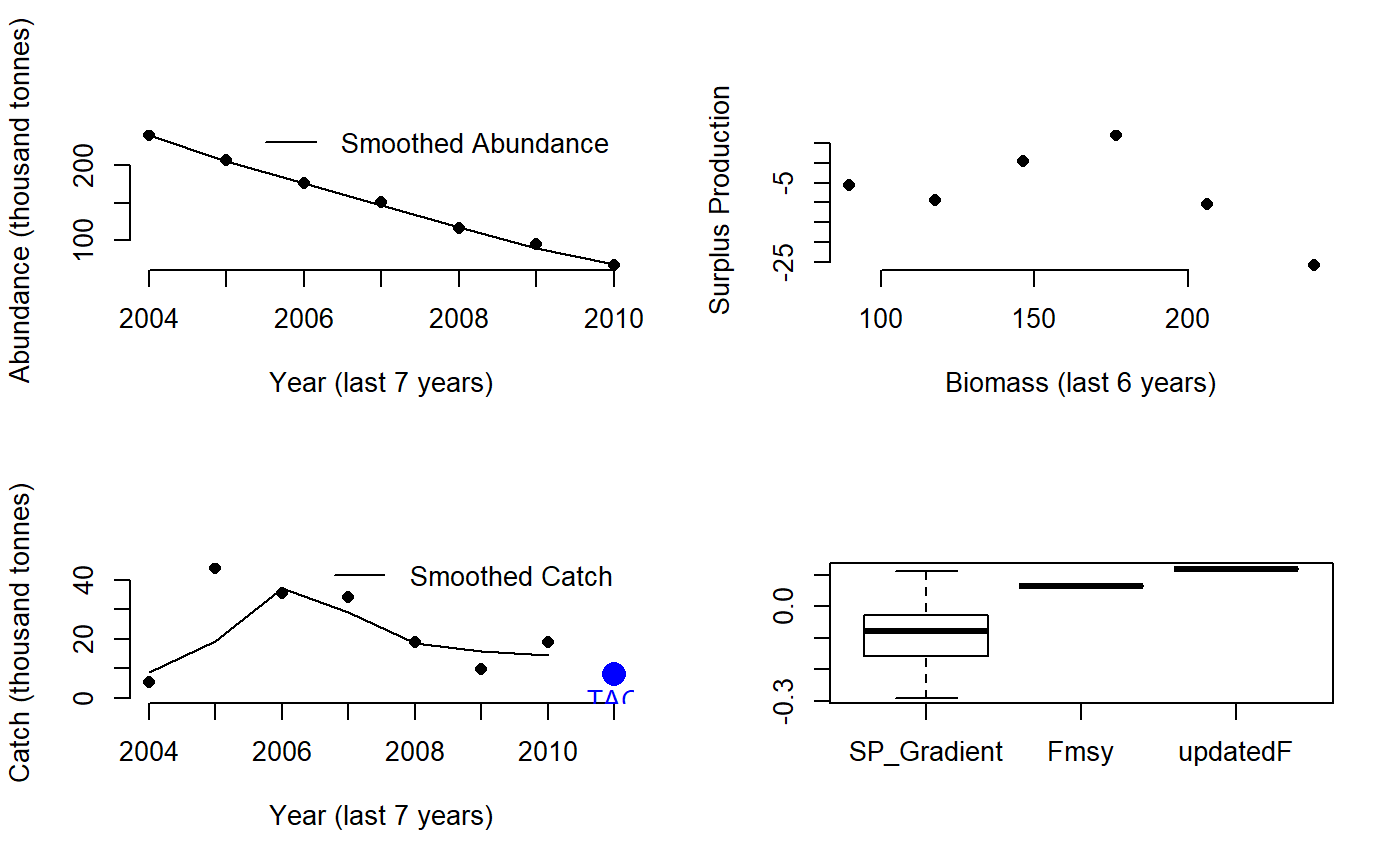 Abundance (thousand tonnes)
200
100
Smoothed Abundance
2004 2006 2008 2010
Year (last 7 years)
Surplus Production
-5
-25
100 150 200
Biomass (last 6 years)
Catch (thousand tonnes)
40
20
0
Smoothed Catch
TAC
2004 2006 2008 2010
Year (last 7 years)
0.0
-0.3
SP_Gradient Fmsy updatedF